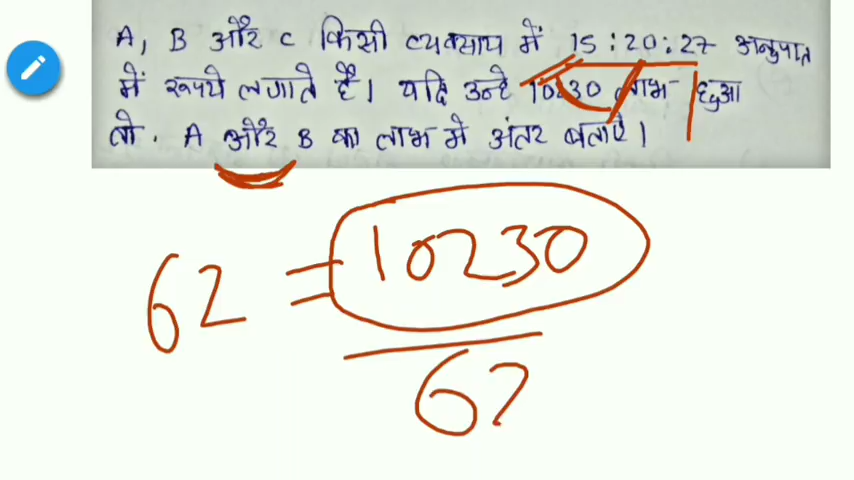 A, B और C किसी व्यवसाय में 15:20:27 अनुपात
में रूपये लगाते है। यदि उन्हे 10230 लाभ हुआ
तो. A और B का लाभ मे अंतर बताऐ।
62 = 10230
62